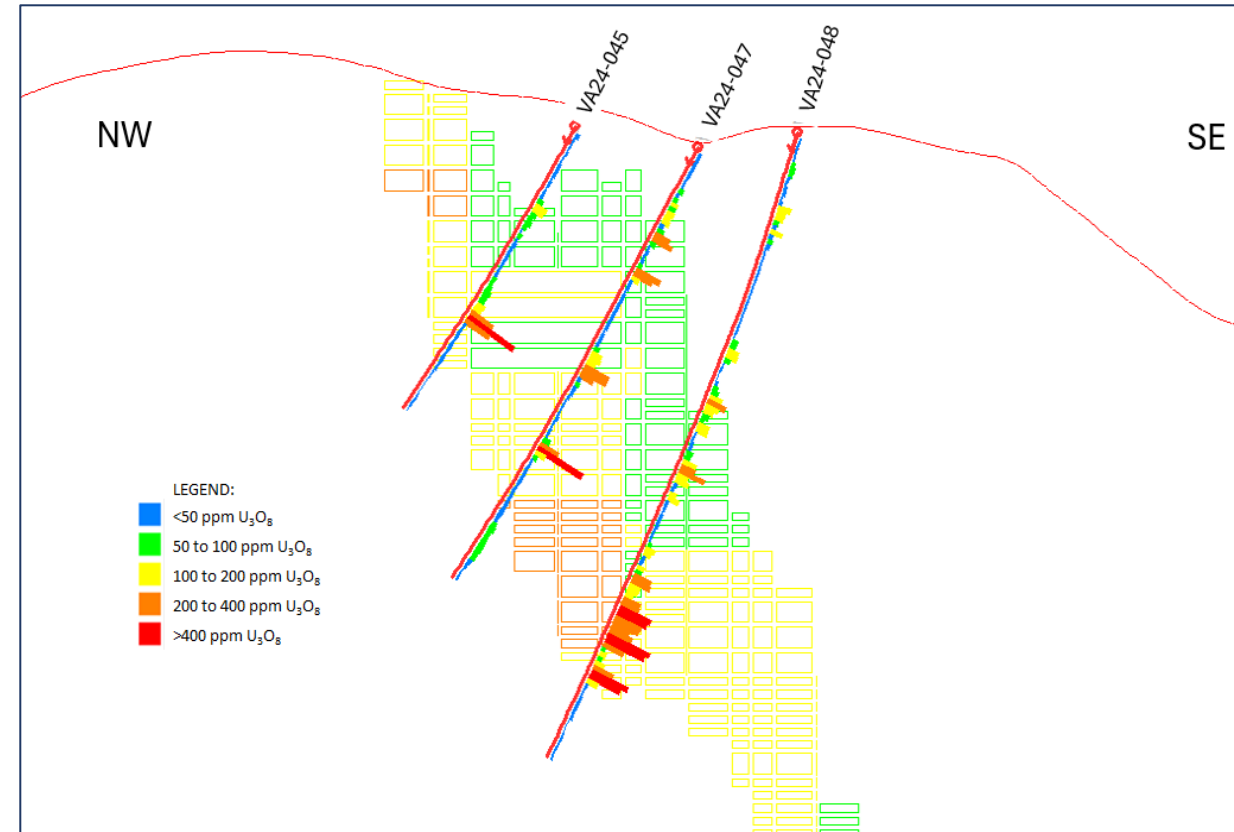 VA24-045
VA24-047
VA24-048
NW
SE
LEGEND:
<50 ppm U₃O₈
50 to 100 ppm U₃O₈
100 to 200 ppm U₃O₈
200 to 400 ppm U₃O₈
>400 ppm U₃O₈